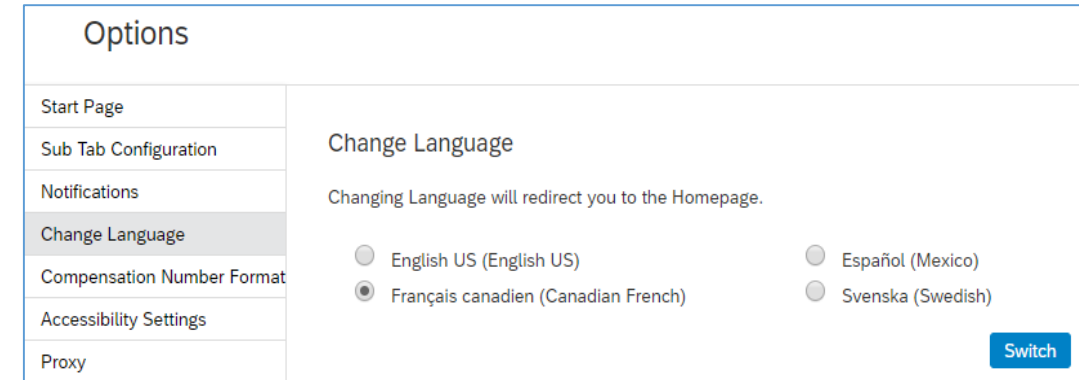 Options
Start Page
Sub Tab Configuration
Notifications
Change Language
Compensation Number Format
Accessibility Settings
Proxy
Change Language
Changing Language will redirect you to the Homepage.
English US (English US)
Español (Mexico)
Français canadien (Canadian French)
Svenska (Swedish)
Switch